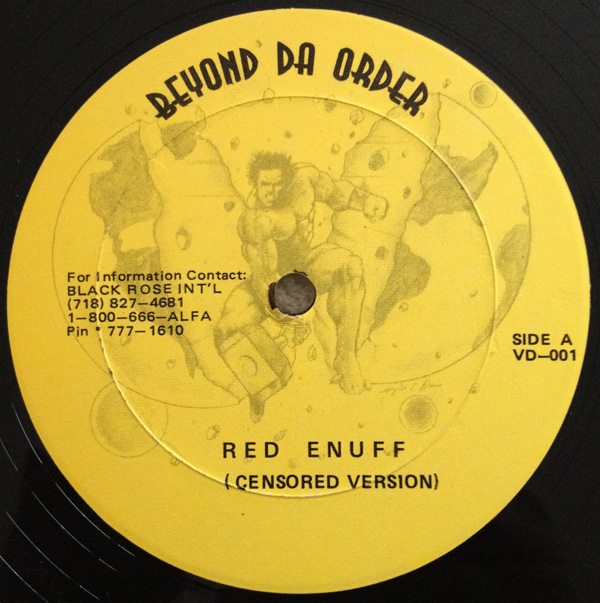 BEYOND DA ORDER
For Information Contact:
BLACK ROSE INT'L
(718) 827-4681
1-800-666-ALFA
Pin * 777-1610
SIDE A
VD-001
RED ENUFF
(CENSORED VERSION)